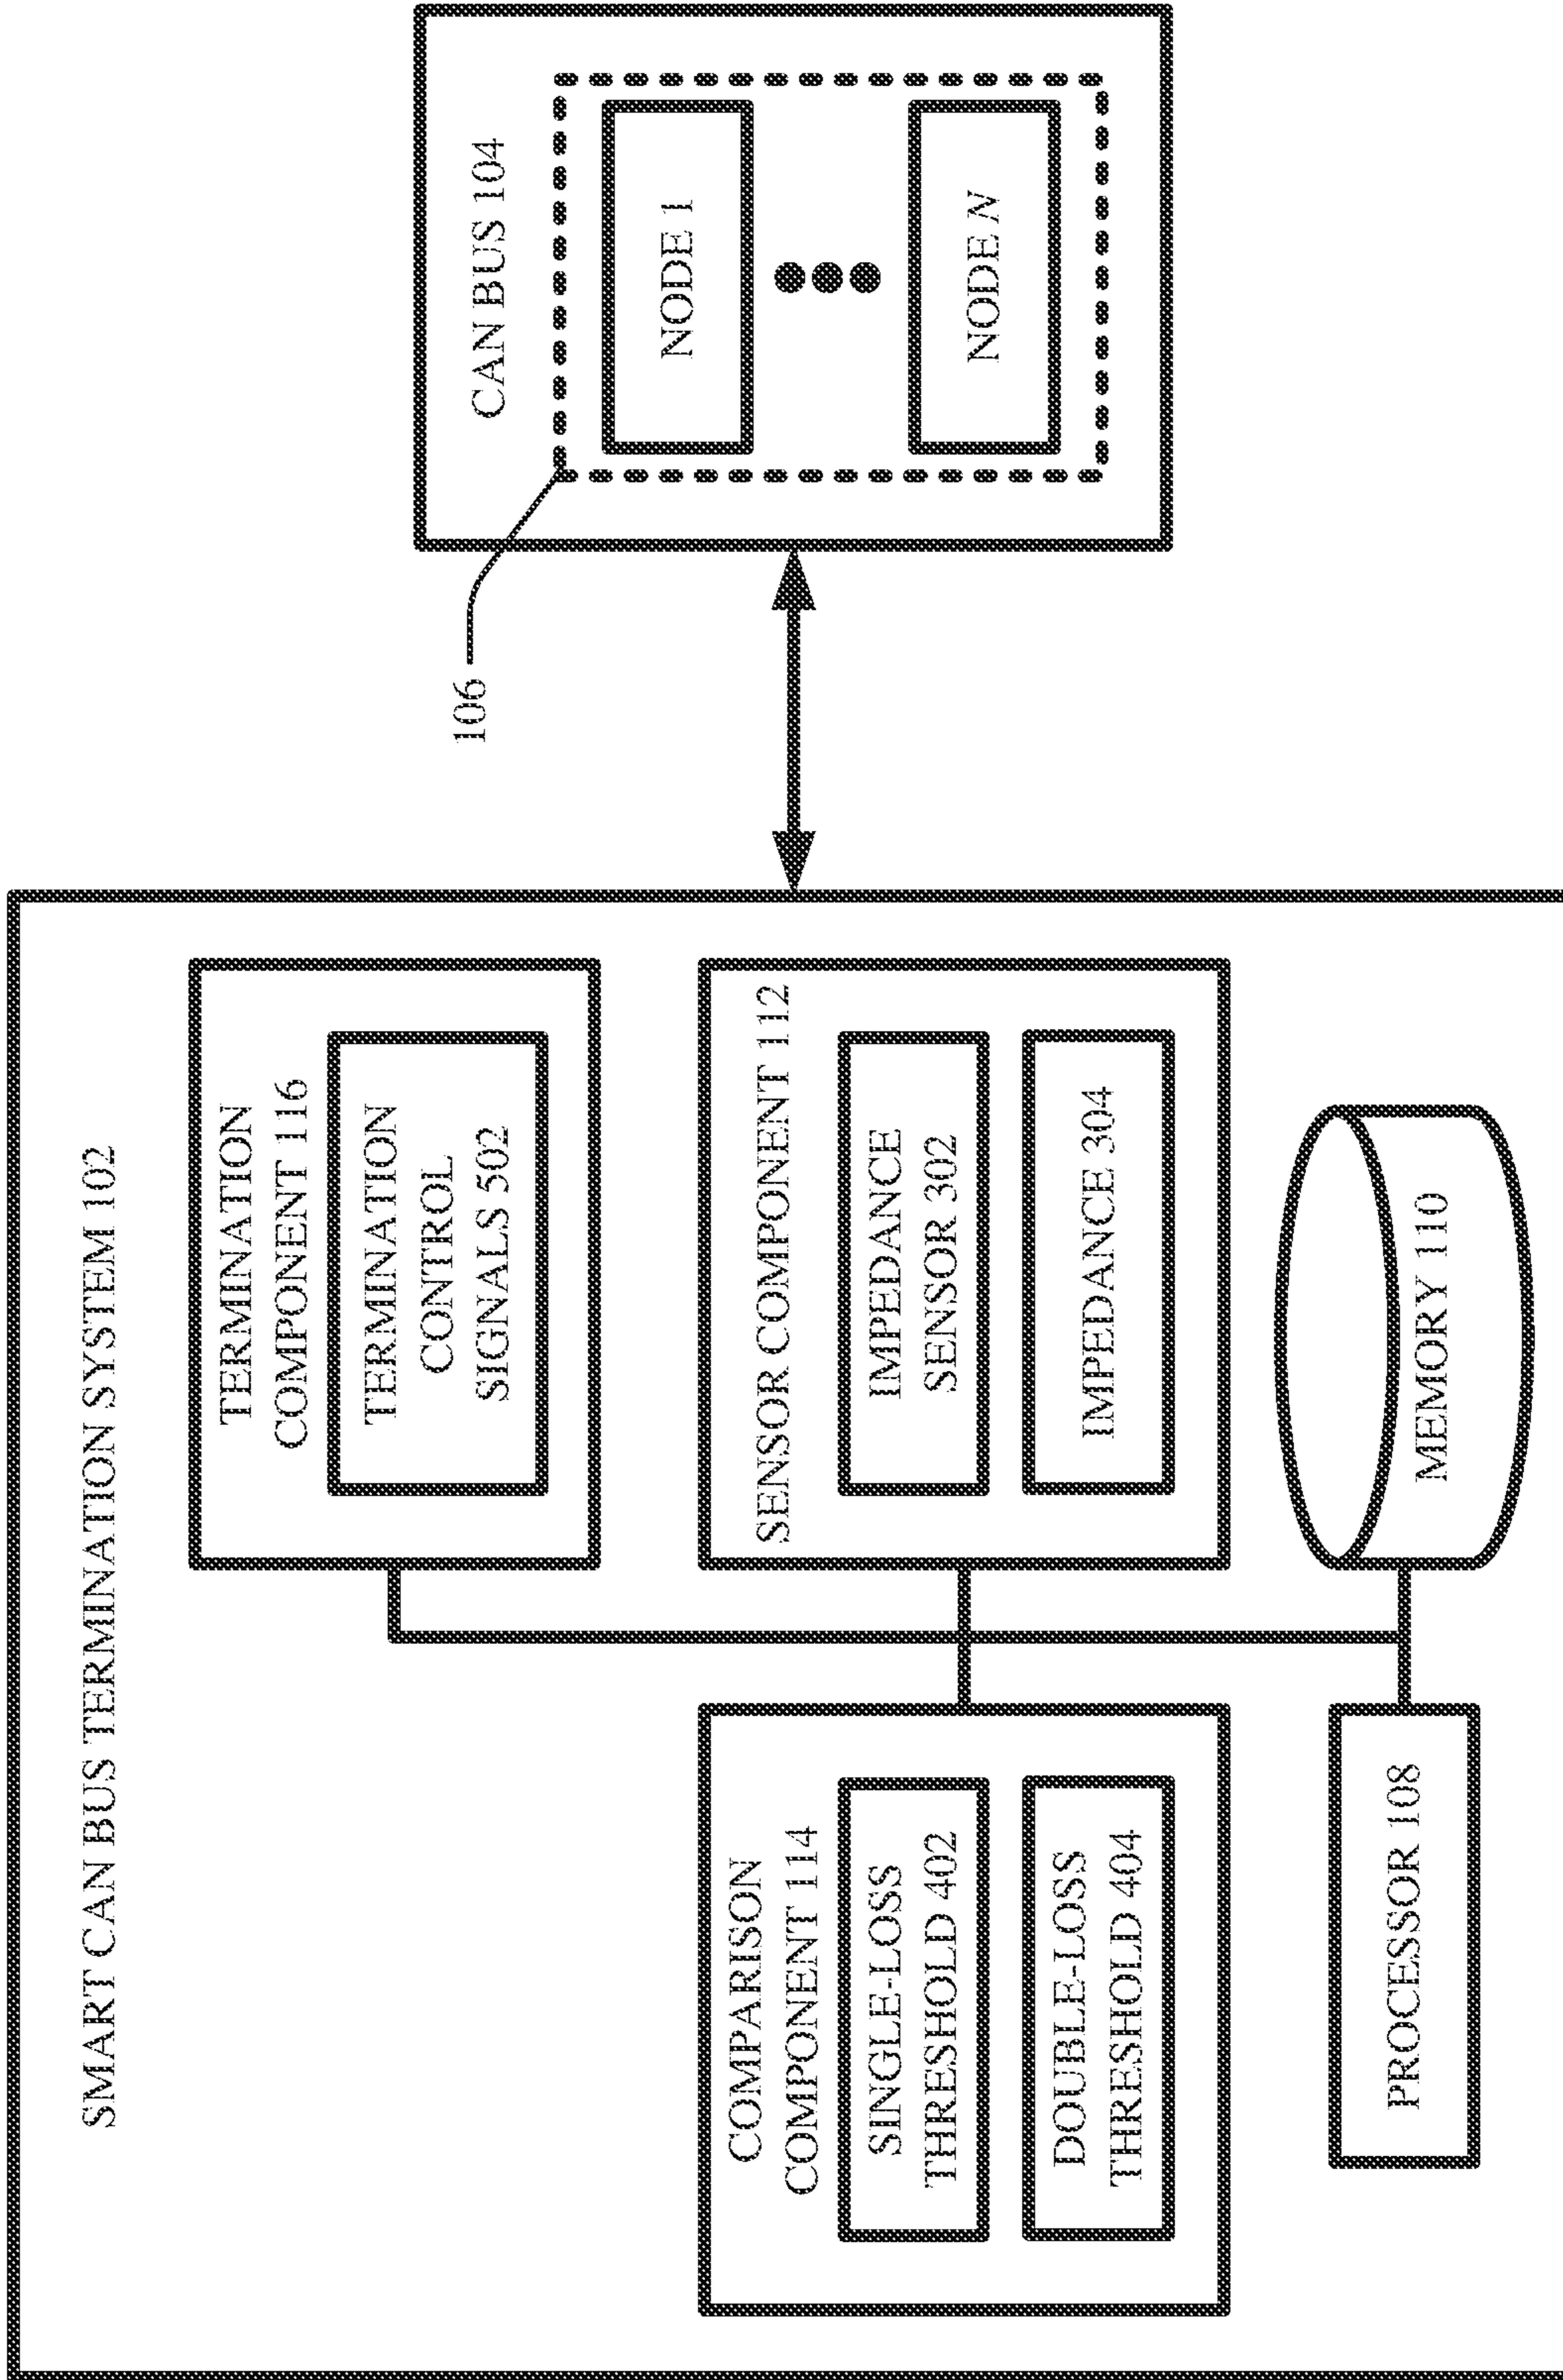 SMART CAN BUS TERMINATION SYSTEM 102
TERMINATION
COMPONENT 116
TERMINATION
CONTROL
SIGNALS 502
COMPARISON
COMPONENT 114
SINGLE-LOSS
THRESHOLD 402
DOUBLE-LOSS
THRESHOLD 404
SENSOR COMPONENT 112
IMPEDANCE
SENSOR 302
IMPEDANCE 304
PROCESSOR 108
MEMORY 110
106
CAN BUS 104
NODE 1
NODE N